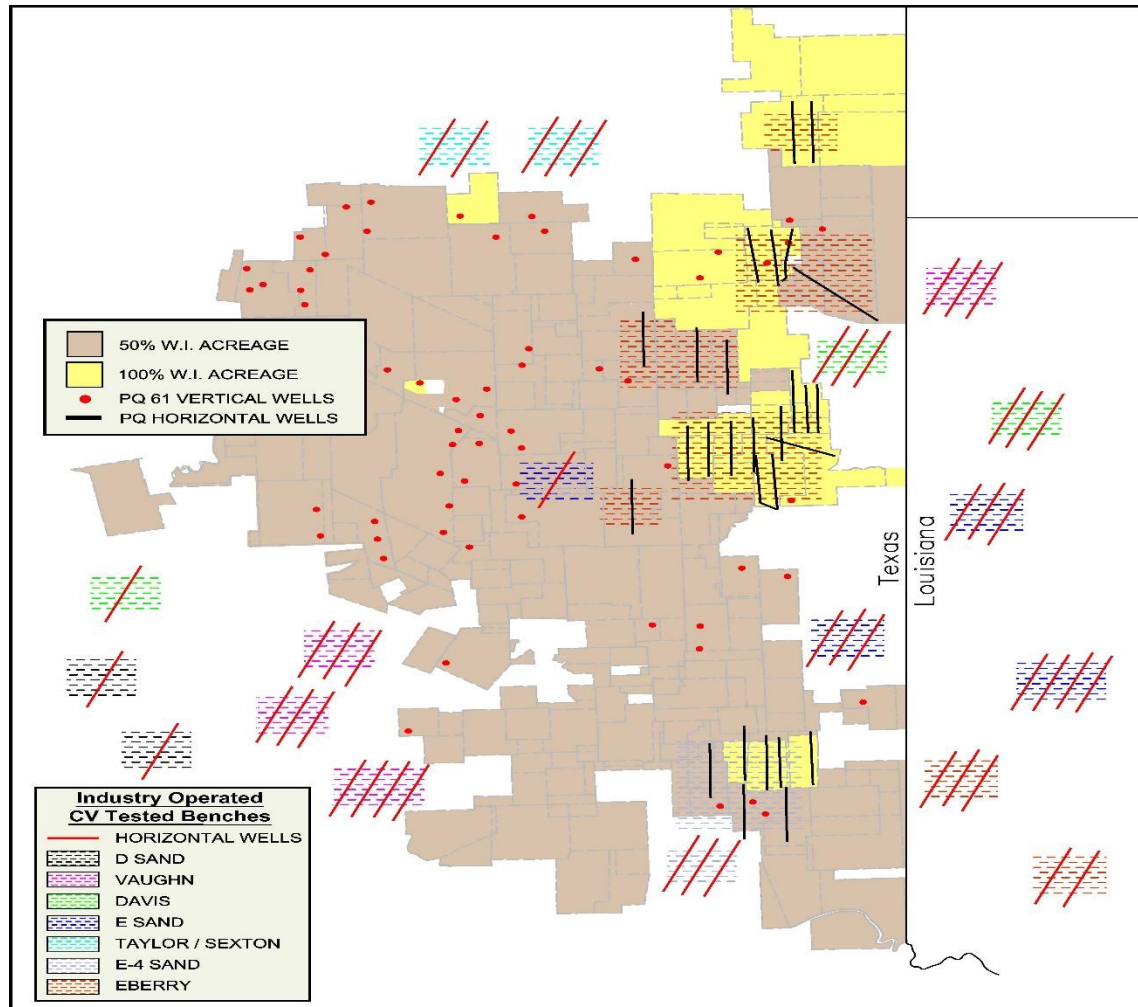 50% W.I. ACREAGE
100% W.I. ACREAGE
PQ 61 VERTICAL WELLS
PQ HORIZONTAL WELLS
Texas
Louisiana
Industry Operated
CV Tested Benches
HORIZONTAL WELLS
D SAND
VAUGHN
DAVIS
E SAND
TAYLOR / SEXTON
E-4 SAND
EBERRY